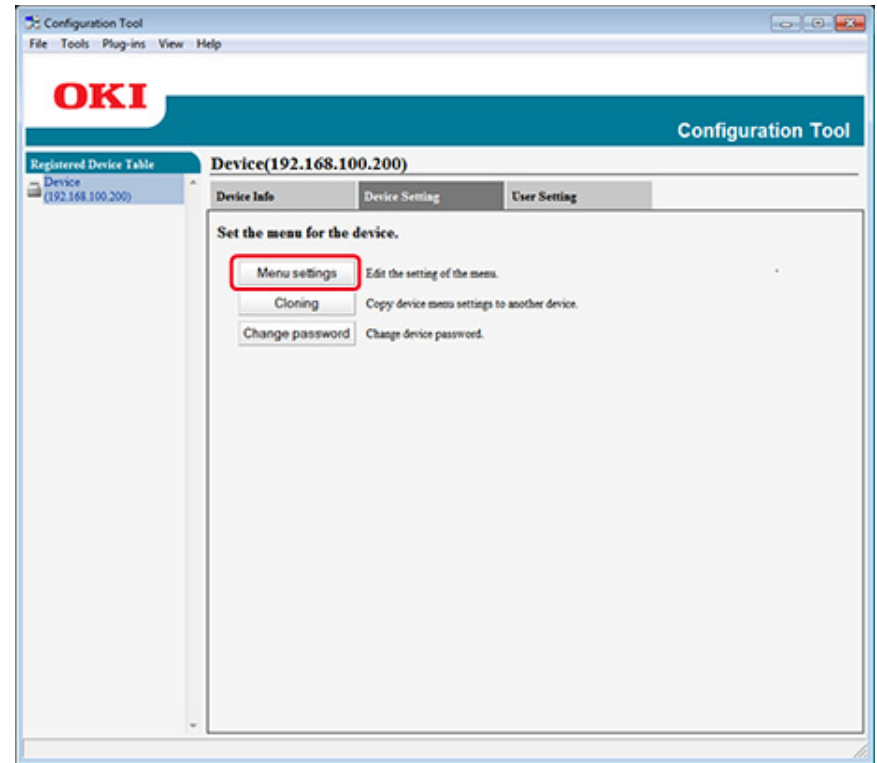 Configuration Tool
File Tools Plug-ins View Help
OKI
Configuration Tool
Registered Device Table
Device
(192.168.100.200)
Device(192.168.100.200)
Device Info Device Setting User Setting
Set the menu for the device.
Menu settings Edit the setting of the menu.
Cloning Copy device menu settings to another device.
Change password Change device password.